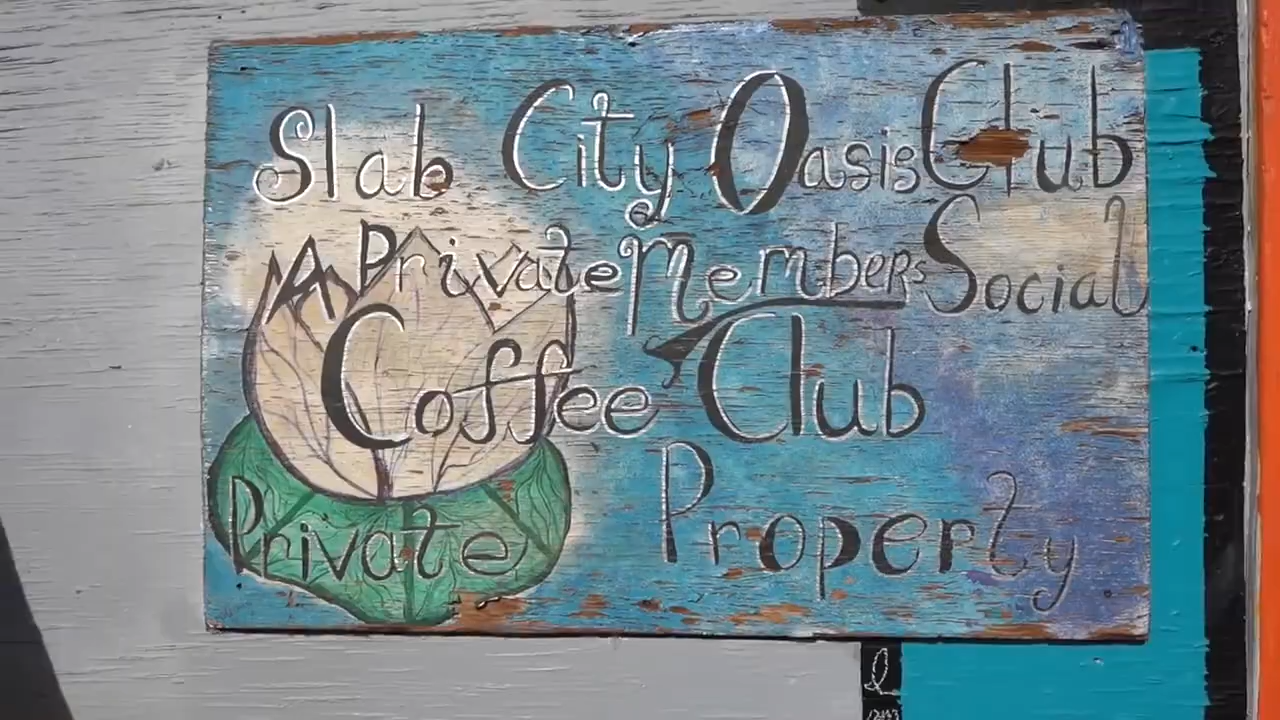 Slab City Oasis Club
A Private Members Social
Coffee Club
Private Property